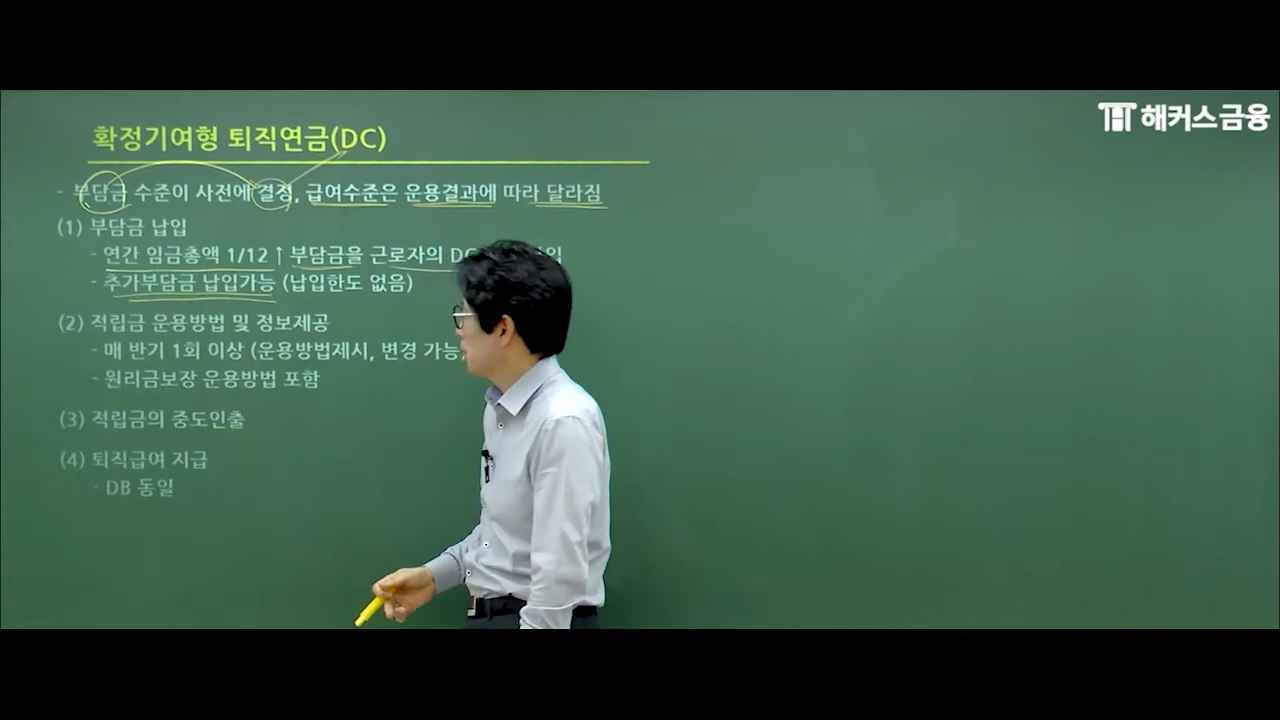 해커스금융
확정기여형 퇴직연금(DC)
- 부담금 수준이 사전에 결정, 급여수준은 운용결과에 따라 달라짐
(1) 부담금 납입
- 연간 임금총액 1/12 ↑ 부담금을 근로자의
- 추가부담금 납입가능 (납입한도 없음)
(2) 적립금 운용방법 및 정보제공
- 매 반기 1회 이상 (운용방법제시, 변경 가능
- 원리금보장 운용방법 포함
(3) 적립금의 중도인출
(4) 퇴직급여 지급
- DB 동일